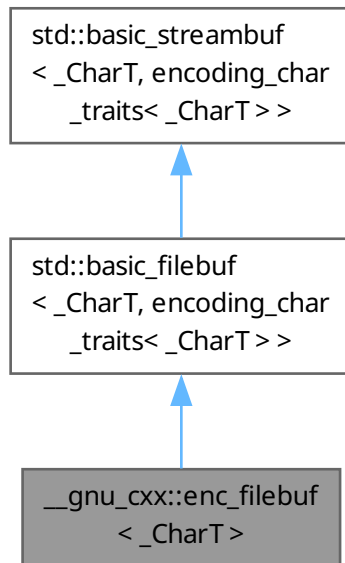 std::basic_streambuf
< _CharT, encoding_char
_traits< _CharT > >
std::basic_filebuf
< _CharT, encoding_char
_traits< _CharT > >
__gnu_cxx::enc_filebuf
< _CharT >